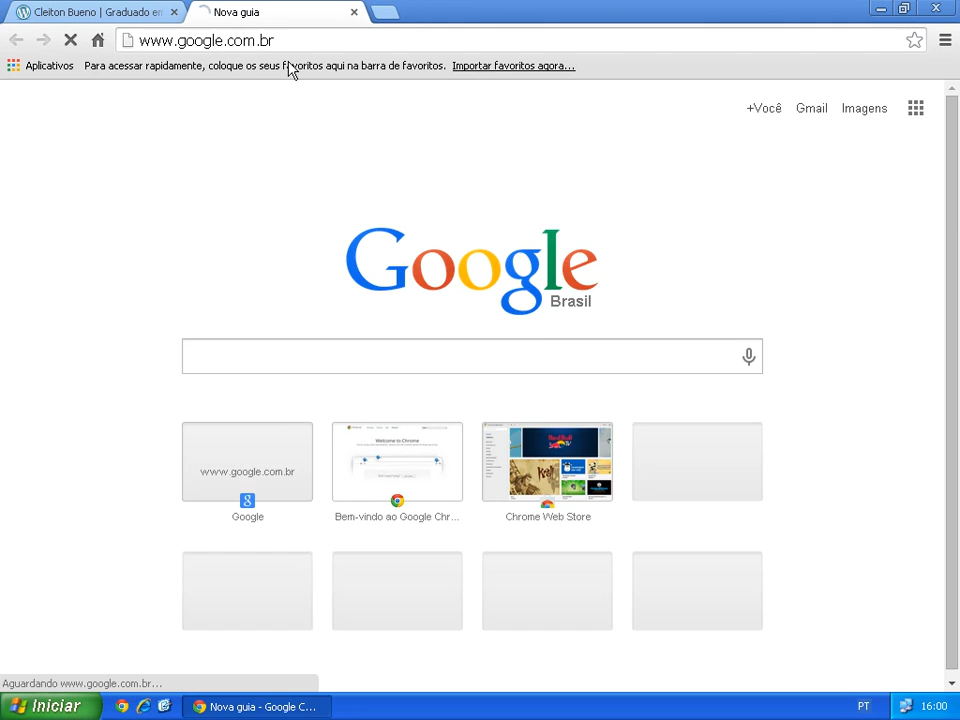 Cleiton Bueno | Graduado en
Nova guia
www.google.com.br
Aplicativos Para acessar rapidamente, coloque os seus favoritos aqui na barra de favoritos. Importar favoritos agora...
+Você Gmail Imagens
Google
Brasil
www.google.com.br
Welcome to Chrome
Google
Bem-vindo ao Google Chr...
Chrome Web Store
Aguardando www.google.com.br...
Iniciar
Nova guia - Google C...
PT
16:00